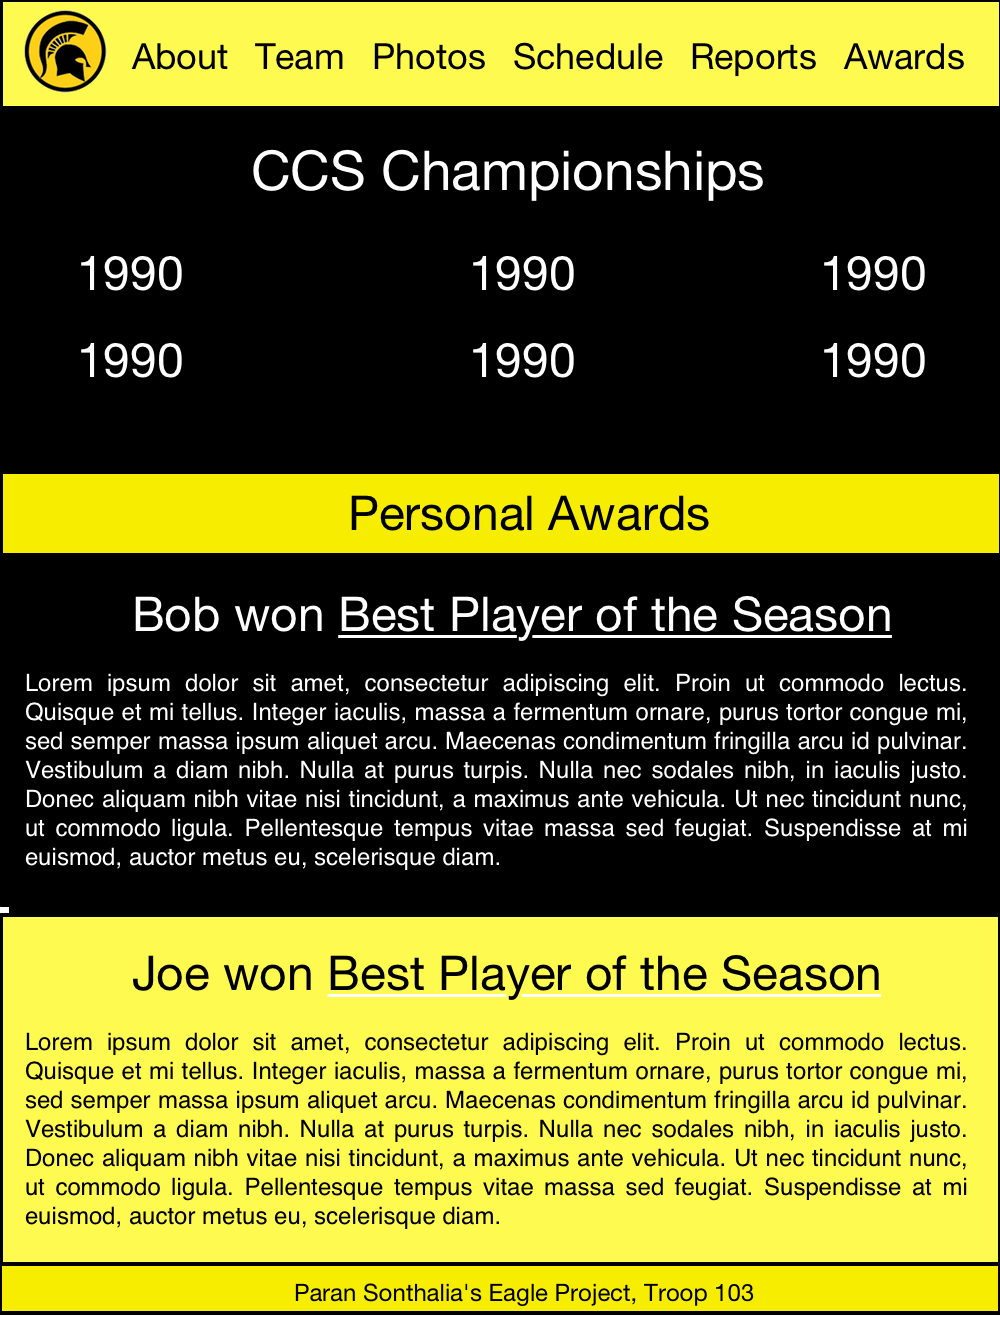 About Team Photos Schedule Reports Awards
CCS Championships
1990 1990 1990
1990 1990 1990
Personal Awards
Bob won Best Player of the Season
Lorem ipsum dolor sit amet, consectetur adipiscing elit. Proin ut commodo lectus.
Quisque et mi tellus. Integer iaculis, massa a fermentum ornare, purus tortor congue mi,
sed semper massa ipsum aliquet arcu. Maecenas condimentum fringilla arcu id pulvinar.
Vestibulum a diam nibh. Nulla at purus turpis. Nulla nec sodales nibh, in iaculis justo.
Donec aliquam nibh vitae nisi tincidunt, a maximus ante vehicula. Ut nec tincidunt nunc,
ut commodo ligula. Pellentesque tempus vitae massa sed feugiat. Suspendisse at mi
euismod, auctor metus eu, scelerisque diam.
Joe won Best Player of the Season
Lorem ipsum dolor sit amet, consectetur adipiscing elit. Proin ut commodo lectus.
Quisque et mi tellus. Integer iaculis, massa a fermentum ornare, purus tortor congue mi,
sed semper massa ipsum aliquet arcu. Maecenas condimentum fringilla arcu id pulvinar.
Vestibulum a diam nibh. Nulla at purus turpis. Nulla nec sodales nibh, in iaculis justo.
Donec aliquam nibh vitae nisi tincidunt, a maximus ante vehicula. Ut nec tincidunt nunc,
ut commodo ligula. Pellentesque tempus vitae massa sed feugiat. Suspendisse at mi
euismod, auctor metus eu, scelerisque diam.
Paran Sonthalia's Eagle Project, Troop 103